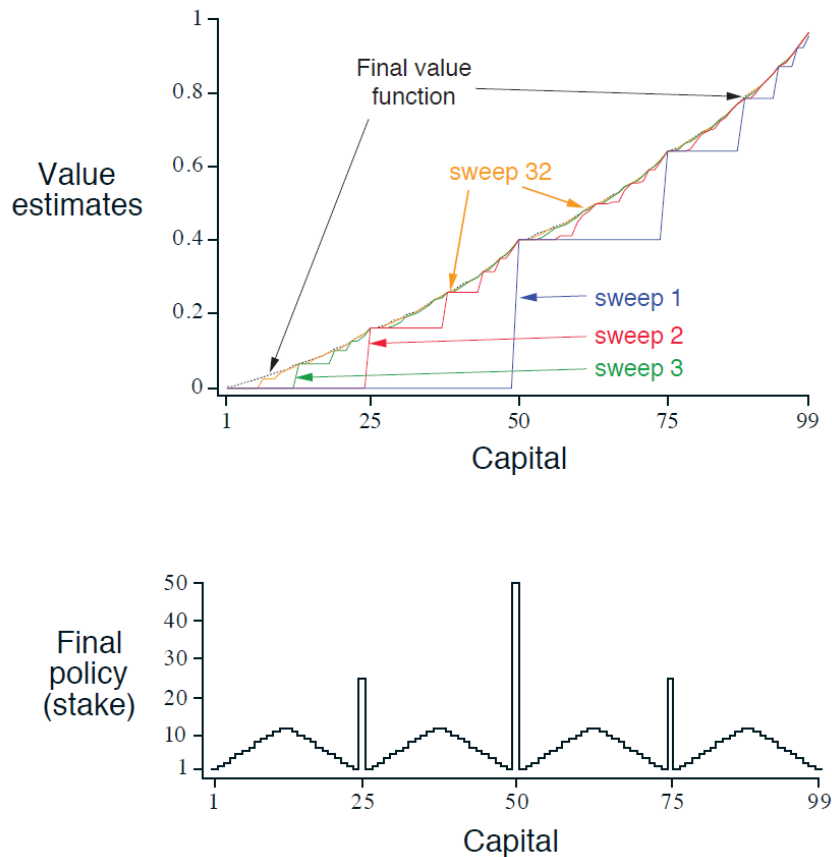 1
Final value
function
0.8
0.6
Value
estimates
sweep 32
0.4
sweep 1
0.2
sweep 2
sweep 3
0
1
25
50
75
99
Capital
50
40
Final
policy
(stake)
30
20
10
1
1
25
50
75
99
Capital